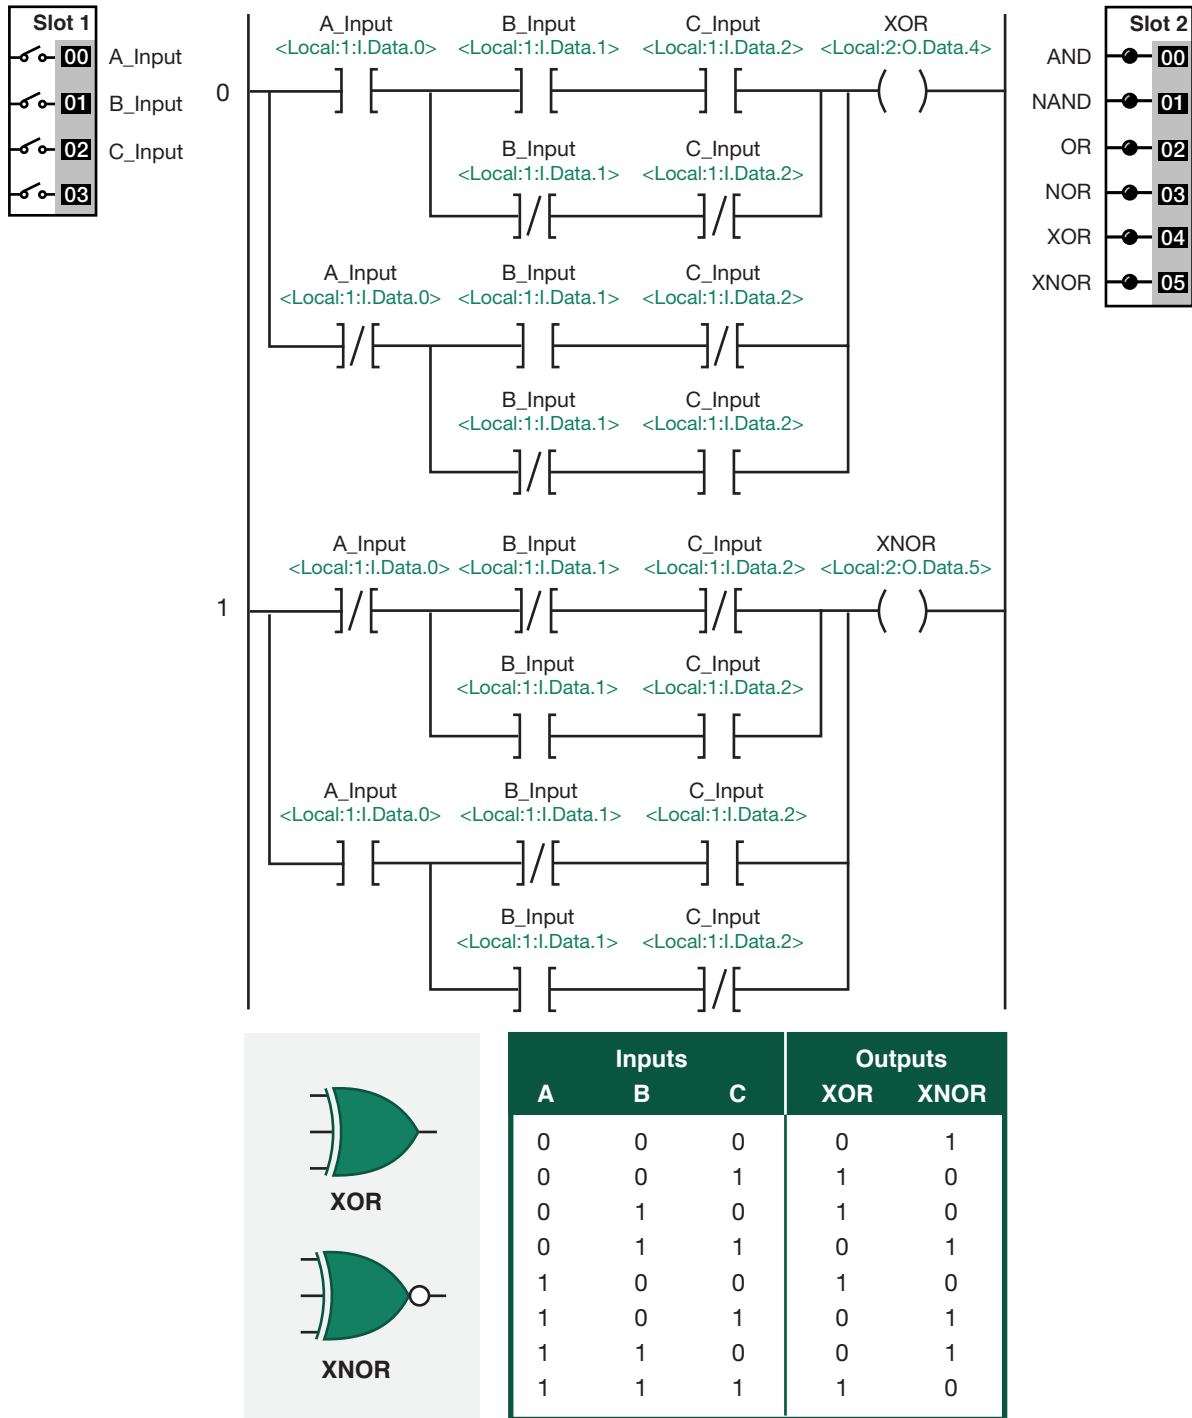 Slot 1
00 A_Input
01 B_Input
02 C_Input
03
Slot 2
AND 00
NAND 01
OR 02
NOR 03
XOR 04
XNOR 05
0
A_Input B_Input C_Input XOR
<Local:1:I.Data.0> <Local:1:I.Data.1> <Local:1:I.Data.2> <Local:2:O.Data.4>
B_Input C_Input
<Local:1:I.Data.1> <Local:1:I.Data.2>
A_Input B_Input C_Input
<Local:1:I.Data.0> <Local:1:I.Data.1> <Local:1:I.Data.2>
B_Input C_Input
<Local:1:I.Data.1> <Local:1:I.Data.2>
1
A_Input B_Input C_Input XNOR
<Local:1:I.Data.0> <Local:1:I.Data.1> <Local:1:I.Data.2> <Local:2:O.Data.5>
B_Input C_Input
<Local:1:I.Data.1> <Local:1:I.Data.2>
A_Input B_Input C_Input
<Local:1:I.Data.0> <Local:1:I.Data.1> <Local:1:I.Data.2>
B_Input C_Input
<Local:1:I.Data.1> <Local:1:I.Data.2>
XOR
XNOR
Inputs Outputs
A B C XOR XNOR
0 0 0 0 1
0 0 1 1 0
0 1 0 1 0
0 1 1 0 1
1 0 0 1 0
1 0 1 0 1
1 1 0 0 1
1 1 1 1 0